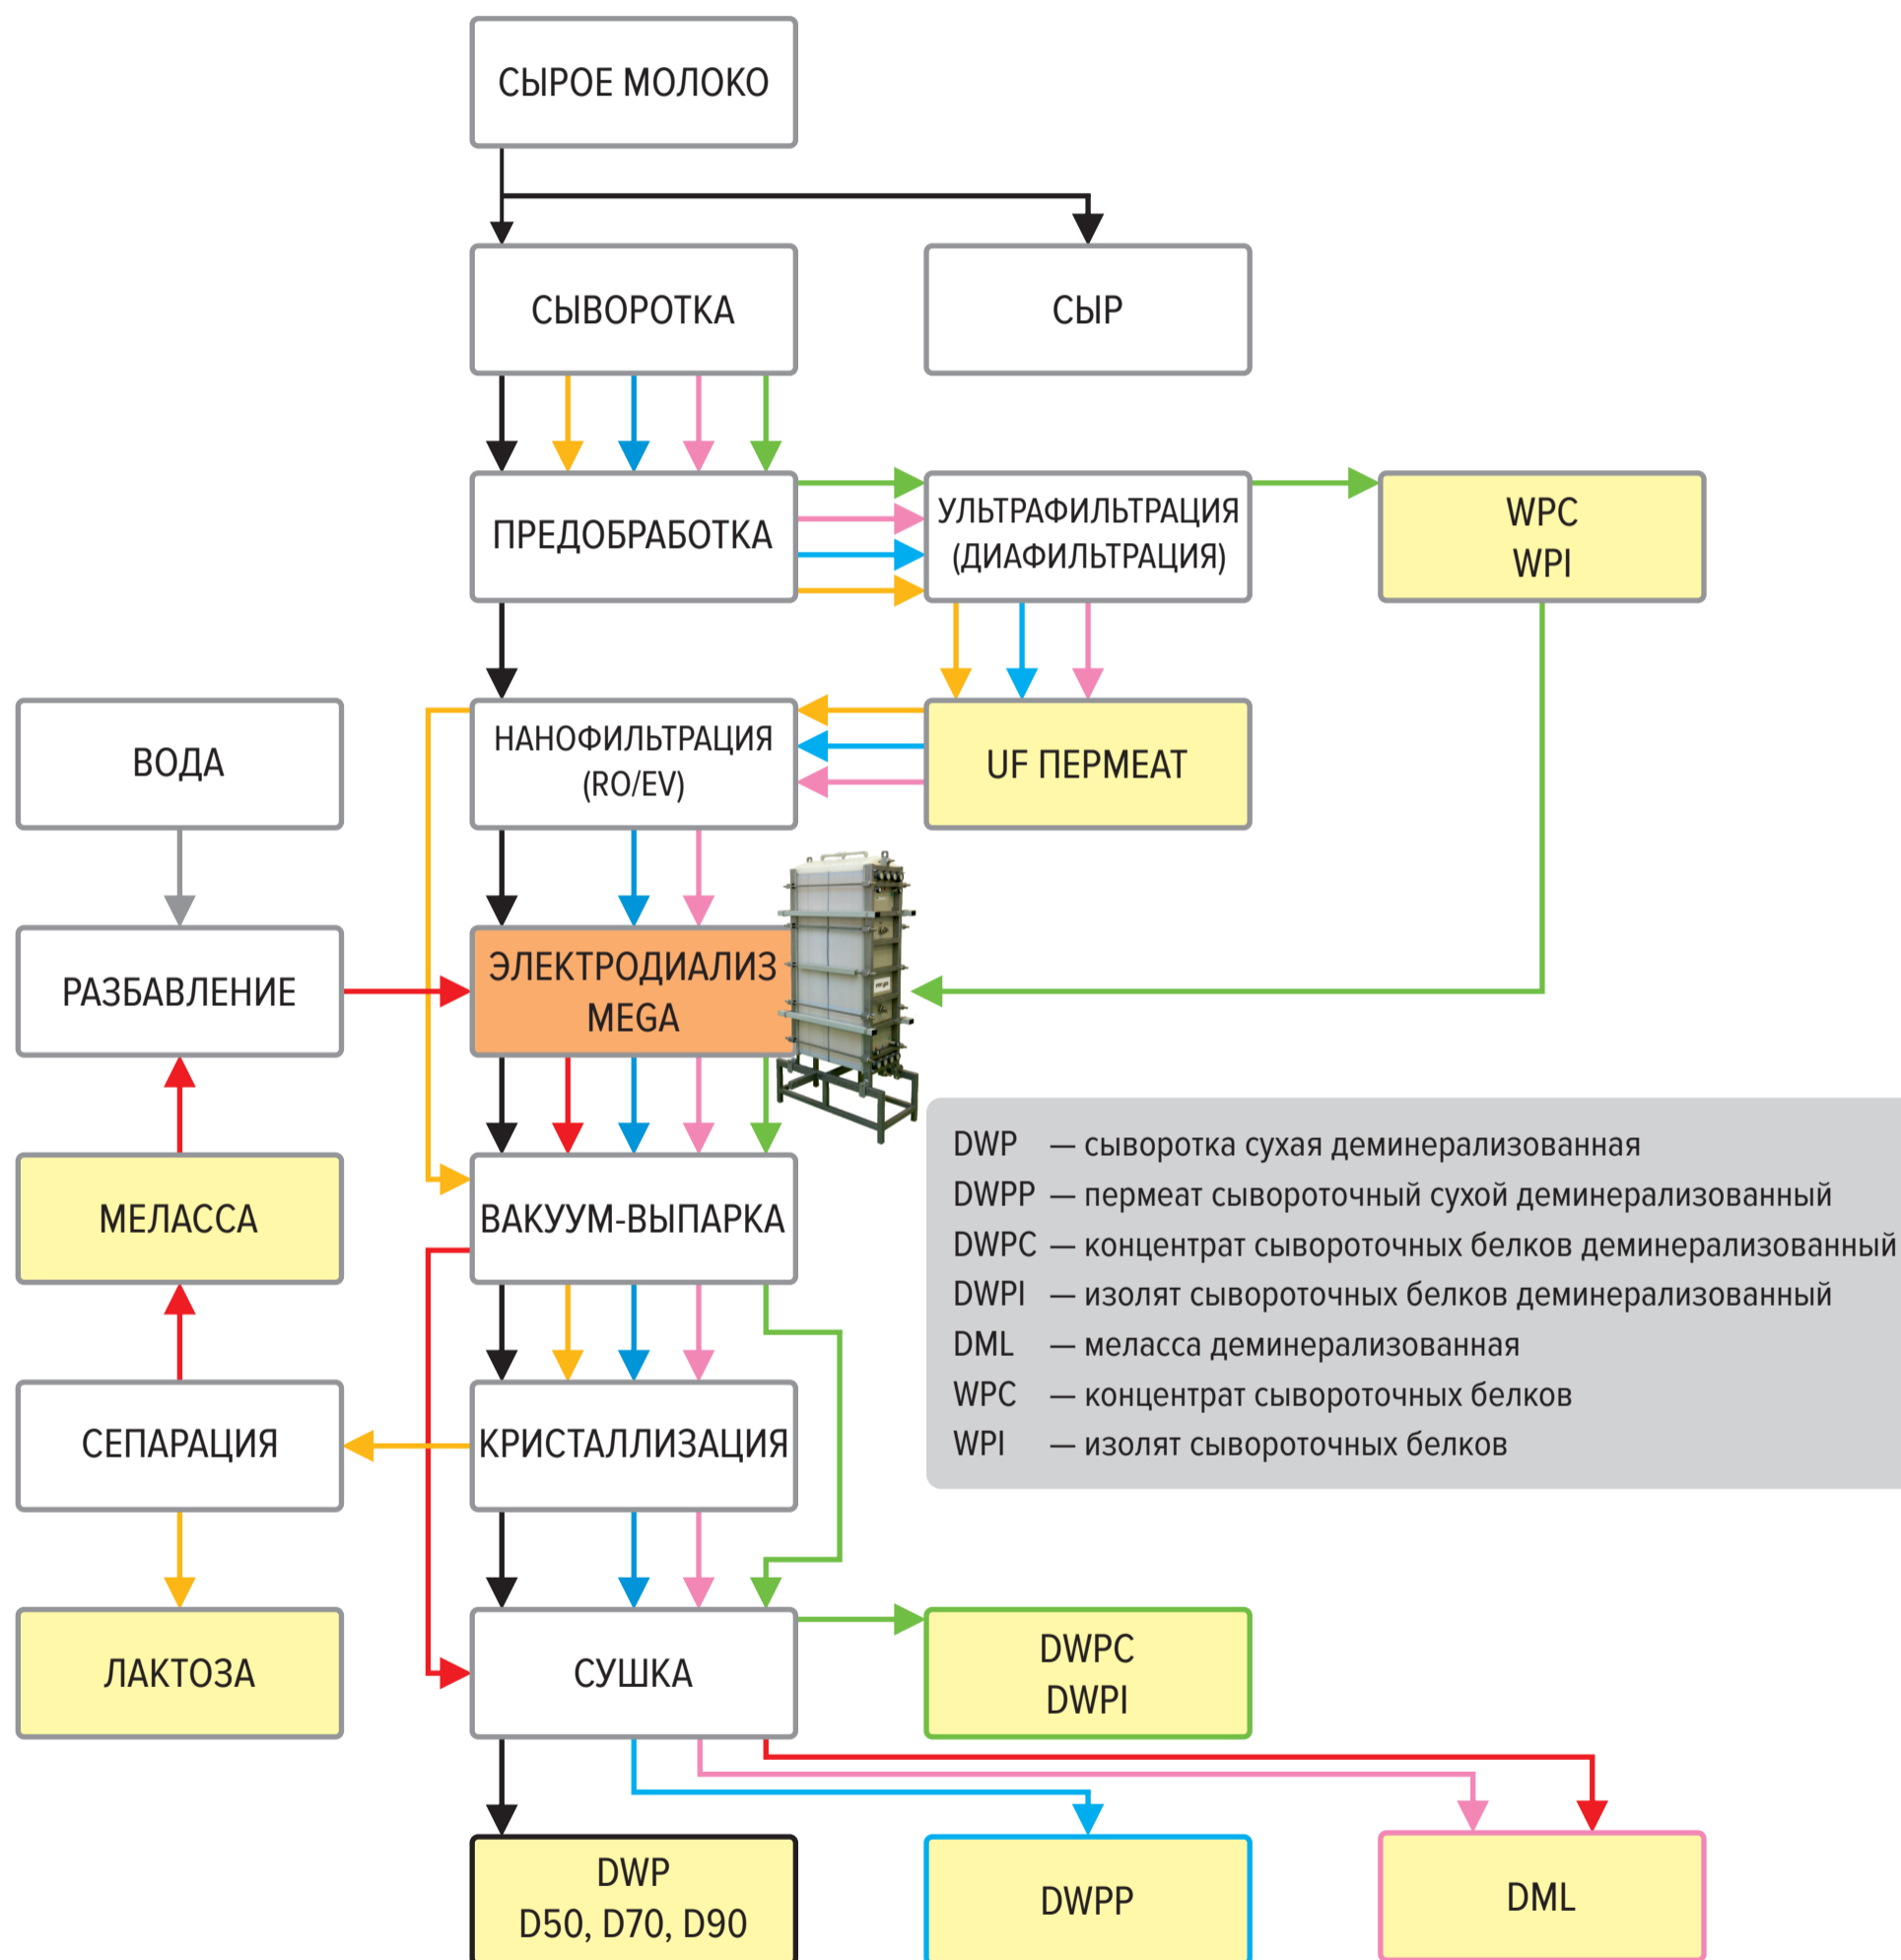 СЫРОЕ МОЛОКО
СЫВОРОТКА
СЫР
ПРЕДОБРАБОТКА
УЛЬТРАФИЛЬТРАЦИЯ
(ДИАФИЛЬТРАЦИЯ)
WPC
WPI
ВОДА
НАНОФИЛЬТРАЦИЯ
(RO/EV)
UF ПЕРМЕАТ
РАЗБАВЛЕНИЕ
ЭЛЕКТРОДИАЛИЗ
MEGA
МЕЛАССА
ВАКУУМ-ВЫПАРКА
DWP — сыворотка сухая деминерализованная
DWPP — пермеат сывороточный сухой деминерализованный
DWPC — концентрат сывороточных белков деминерализованный
DWPI — изолят сывороточных белков деминерализованный
DML — меласса деминерализованная
WPC — концентрат сывороточных белков
WPI — изолят сывороточных белков
СЕПАРАЦИЯ
КРИСТАЛЛИЗАЦИЯ
ЛАКТОЗА
СУШКА
DWPC
DWPI
DWP
D50, D70, D90
DWPP
DML